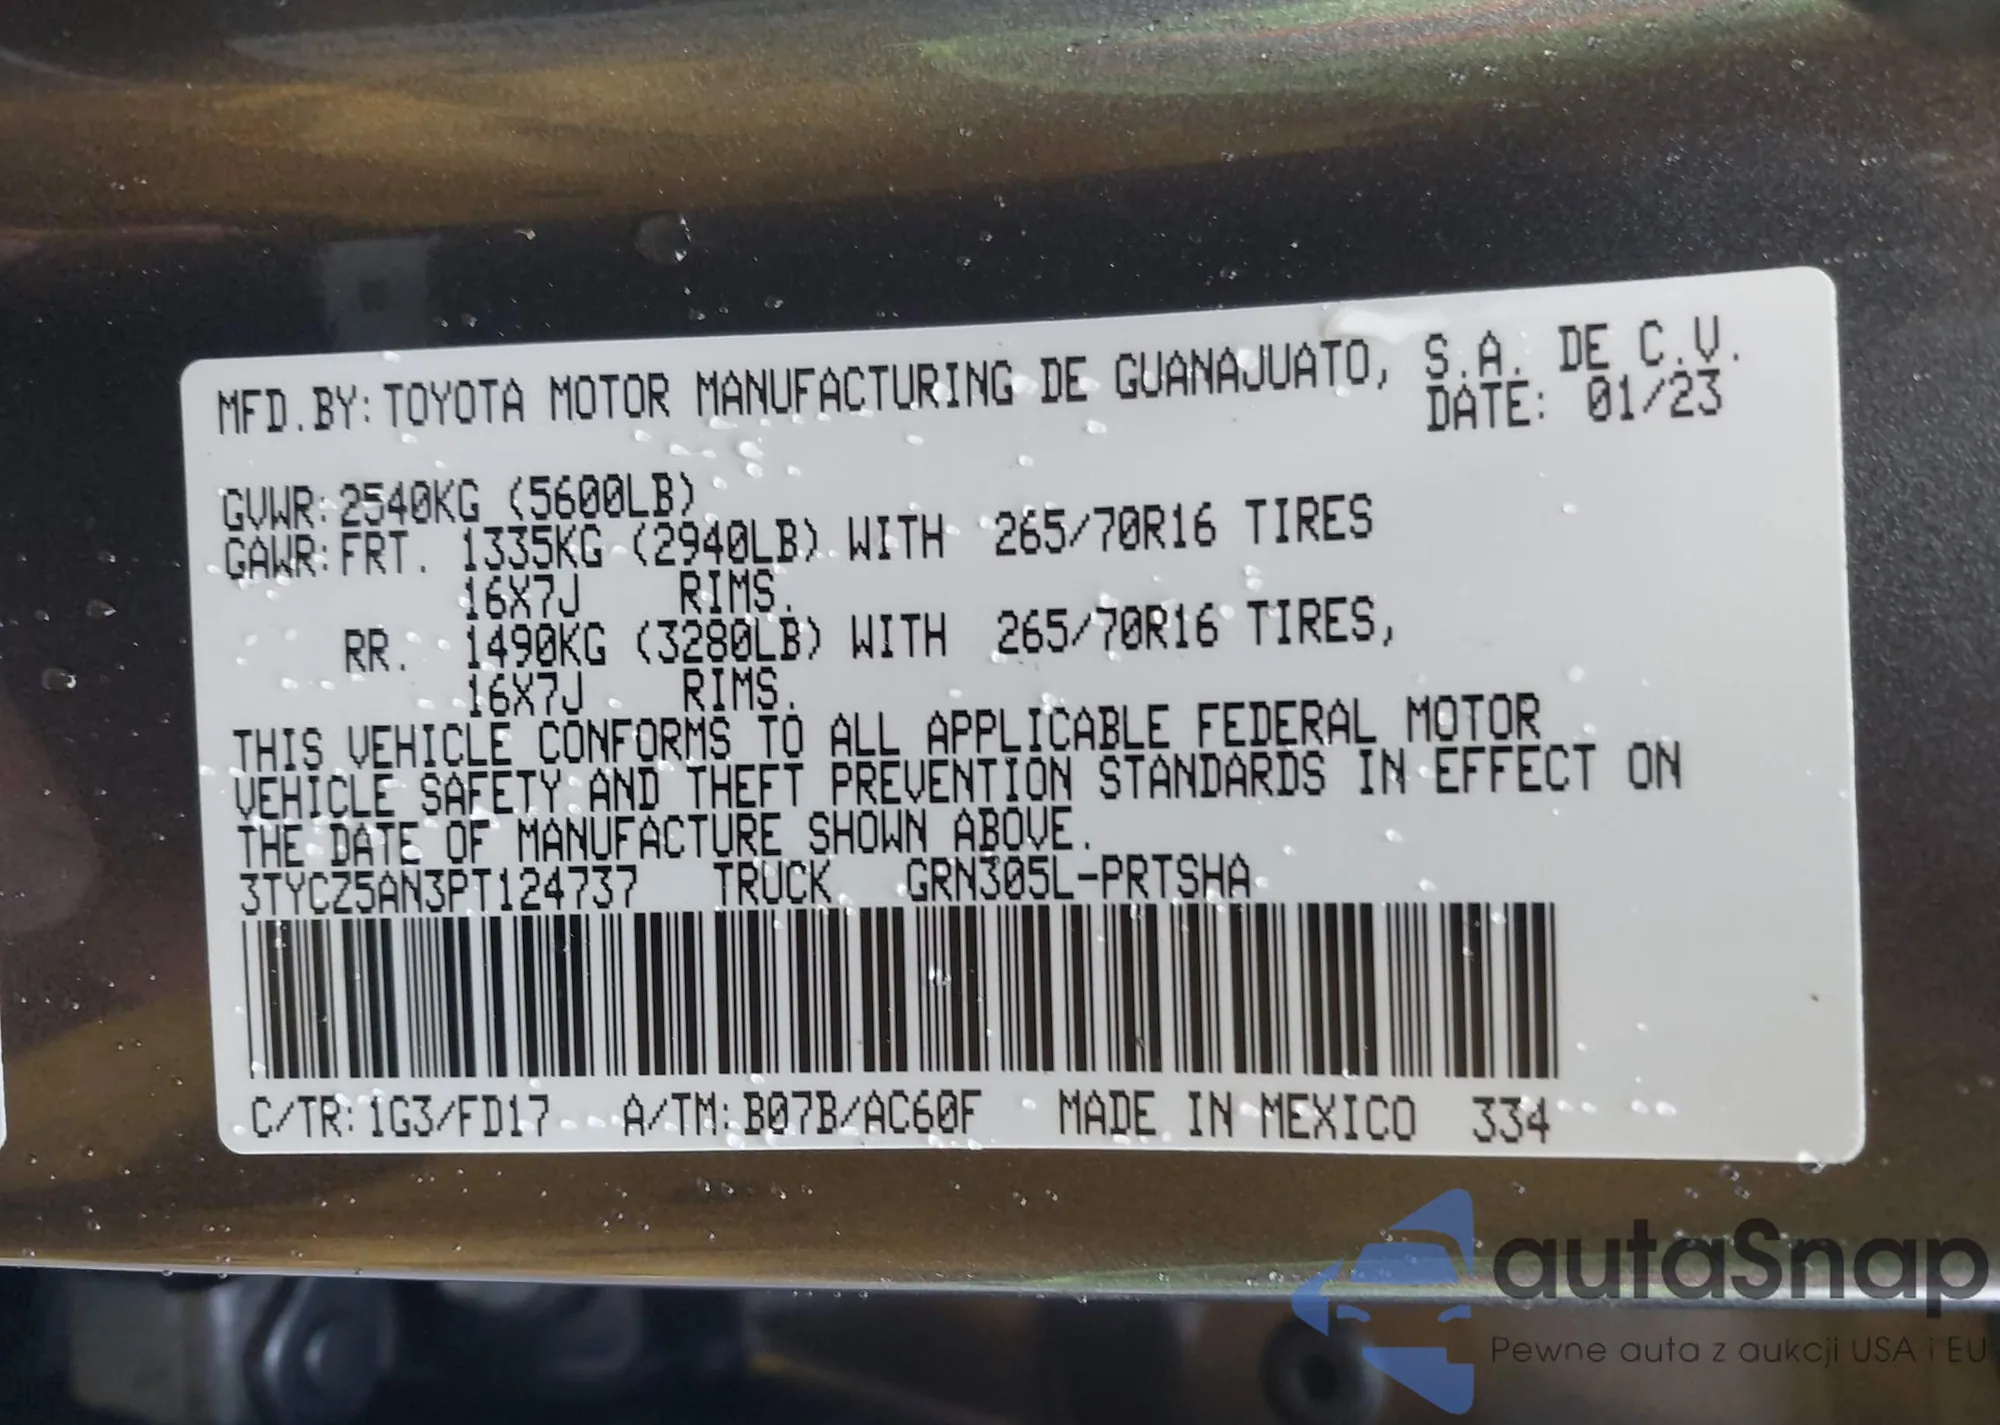 MFD.BY:TOYOTA MOTOR MANUFACTURING DE GUANAJUATO, S.A. DE C.V.
DATE: 01/23
GVWR:2540KG (5600LB)
GAWR:FRT. 1335KG (2940LB) WITH 265/70R16 TIRES
16X7J RIMS.
RR. 1490KG (3280LB) WITH 265/70R16 TIRES,
16X7J RIMS.
THIS VEHICLE CONFORMS TO ALL APPLICABLE FEDERAL MOTOR
VEHICLE SAFETY AND THEFT PREVENTION STANDARDS IN EFFECT ON
THE DATE OF MANUFACTURE SHOWN ABOVE.
3TYCZ5AN3PT124737 TRUCK GRN305L-PRTSHA
C/TR:1G3/FD17 A/TM:B07B/AC60F MADE IN MEXICO 334
autaSnap
Pewne auta z aukcji USA i EU